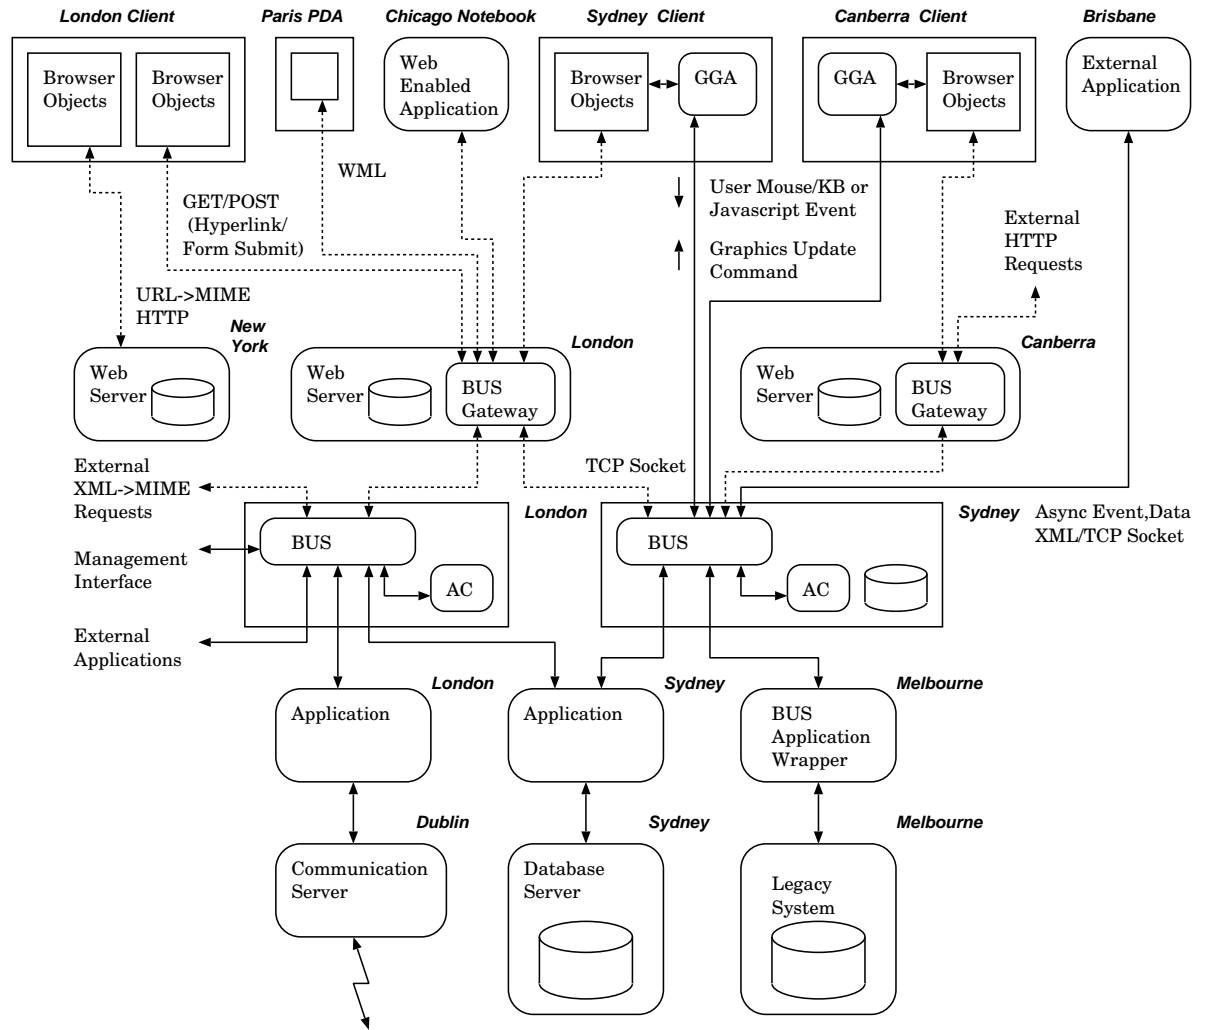 London Client
Paris PDA
Chicago Notebook
Sydney Client
Canberra Client
Brisbane
Browser
Objects
Browser
Objects
Web
Enabled
Application
Browser
Objects
GGA
GGA
Browser
Objects
External
Application
WML
GET/POST
(Hyperlink/
Form Submit)
User Mouse/KB or
Javascript Event
Graphics Update
Command
External
HTTP
Requests
URL->MIME
HTTP
New
York
London
Canberra
Web
Server
Web
Server
BUS
Gateway
Web
Server
BUS
Gateway
External
XML->MIME
Requests
TCP Socket
London
Sydney
Async Event,Data
XML/TCP Socket
BUS
BUS
Management
Interface
AC
AC
External
Applications
London
Sydney
Melbourne
Application
Application
BUS
Application
Wrapper
Dublin
Sydney
Melbourne
Communication
Server
Database
Server
Legacy
System